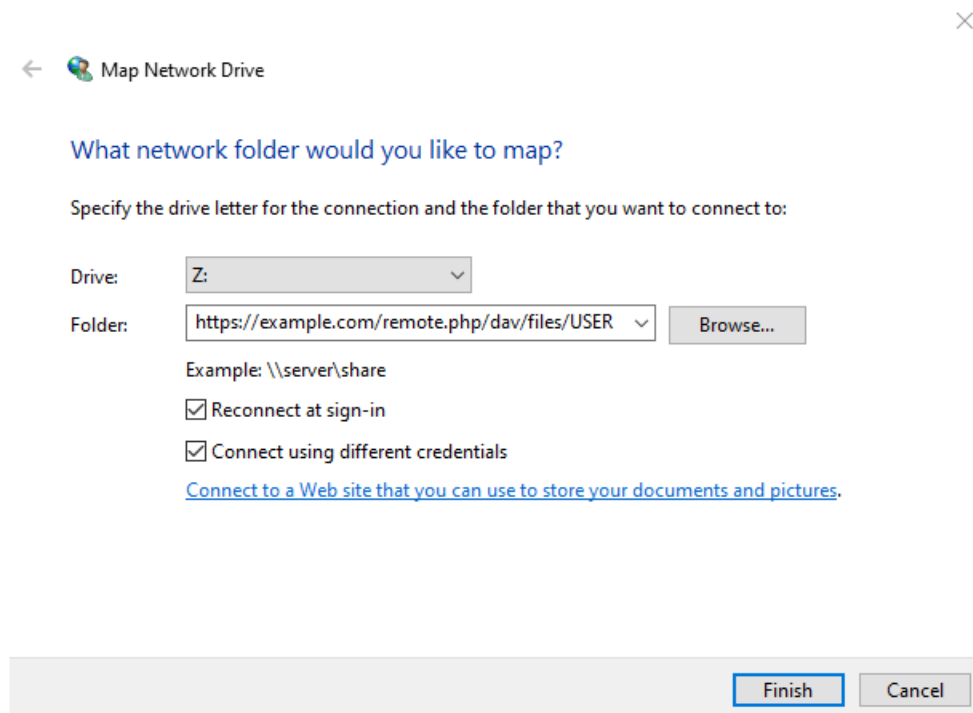 Map Network Drive
What network folder would you like to map?
Specify the drive letter for the connection and the folder that you want to connect to:
Drive: Z:
Folder: https://example.com/remote.php/dav/files/USER Browse...
Example: \\server\share
Reconnect at sign-in
Connect using different credentials
Connect to a Web site that you can use to store your documents and pictures.
Finish Cancel